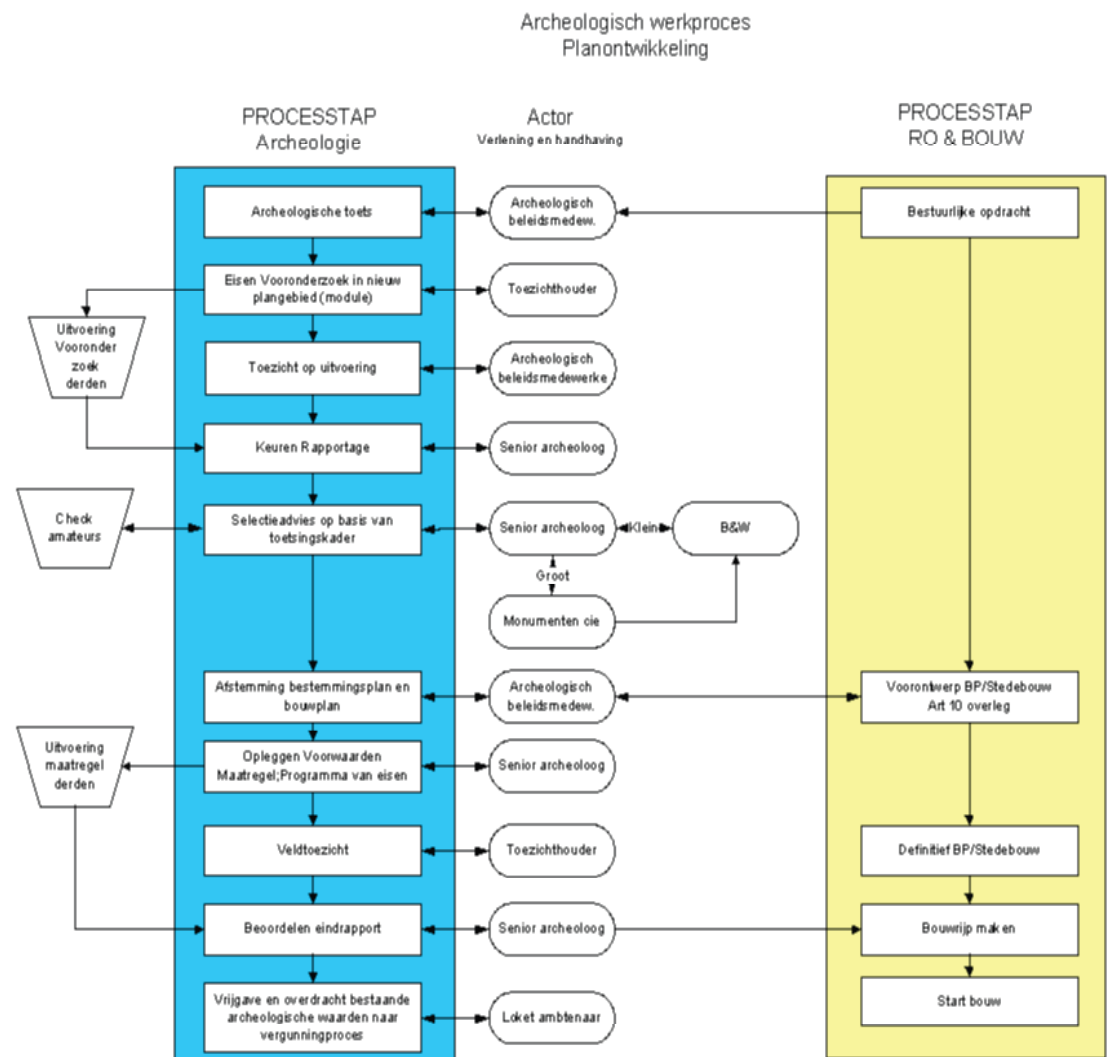 Archeologisch werkproces
Planontwikkeling
PROCESSTAP
Archeologie
Actor
Verlening en handhaving
PROCESSTAP
RO & BOUW
Archeologische toets
Archeologisch
beleidsmedew.
Bestuurlijke opdracht
Eisen Vooronderzoek in nieuw
plangebied (module)
Toezichthouder
Uitvoering
Vooronder
zoek
derden
Toezicht op uitvoering
Archeologisch
beleidsmedewerke
Keuren Rapportage
Senior archeoloog
Check
amateurs
Selectieadvies op basis van
toetsingskader
Senior archeoloog
Klein
B&W
Groot
Monumenten cie
Afstemming bestemmingsplan en
bouwplan
Archeologisch
beleidsmedew.
Voorontwerp BP/Stedebouw
Art 10 overleg
Uitvoering
maatregel
derden
Opleggen Voorwaarden
Maatregel;Programma van eisen
Senior archeoloog
Veldtoezicht
Toezichthouder
Definitief BP/Stedebouw
Beoordelen eindrapport
Senior archeoloog
Bouwrijp maken
Vrijgave en overdracht bestaande
archeologische waarden naar
vergunningproces
Loket ambtenaar
Start bouw